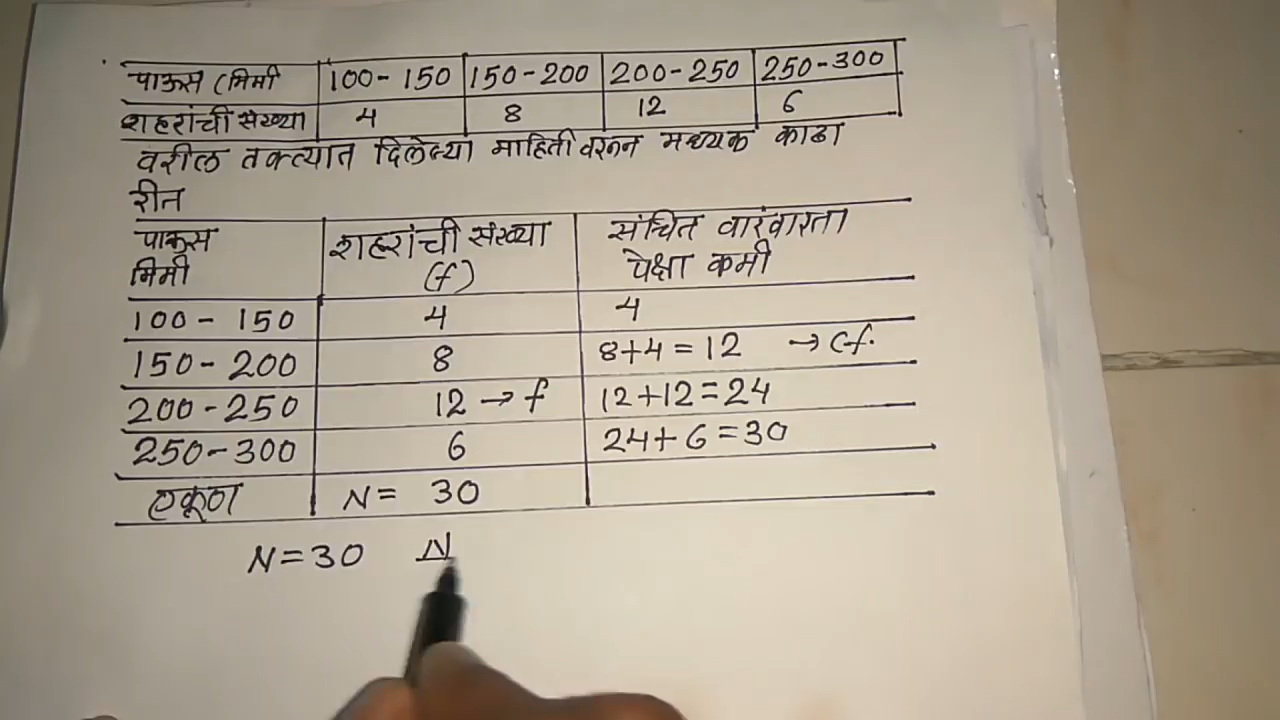 पाऊस (मिमी 100-150 150-200 200-250 250-300
शहरांची संख्या 4 8 12 6
वरील तक्त्यात दिलेल्या माहिती वरून मध्यक काढा
रीत
पाऊस शहरांची संख्या संचित वारंवारता
मिमी (f) पेक्षा कमी
100 - 150 4 4
150 - 200 8 8+4=12 →cf.
200-250 12 → f 12+12=24
250-300 6 24+6=30
एकूण N= 30
N=30 N